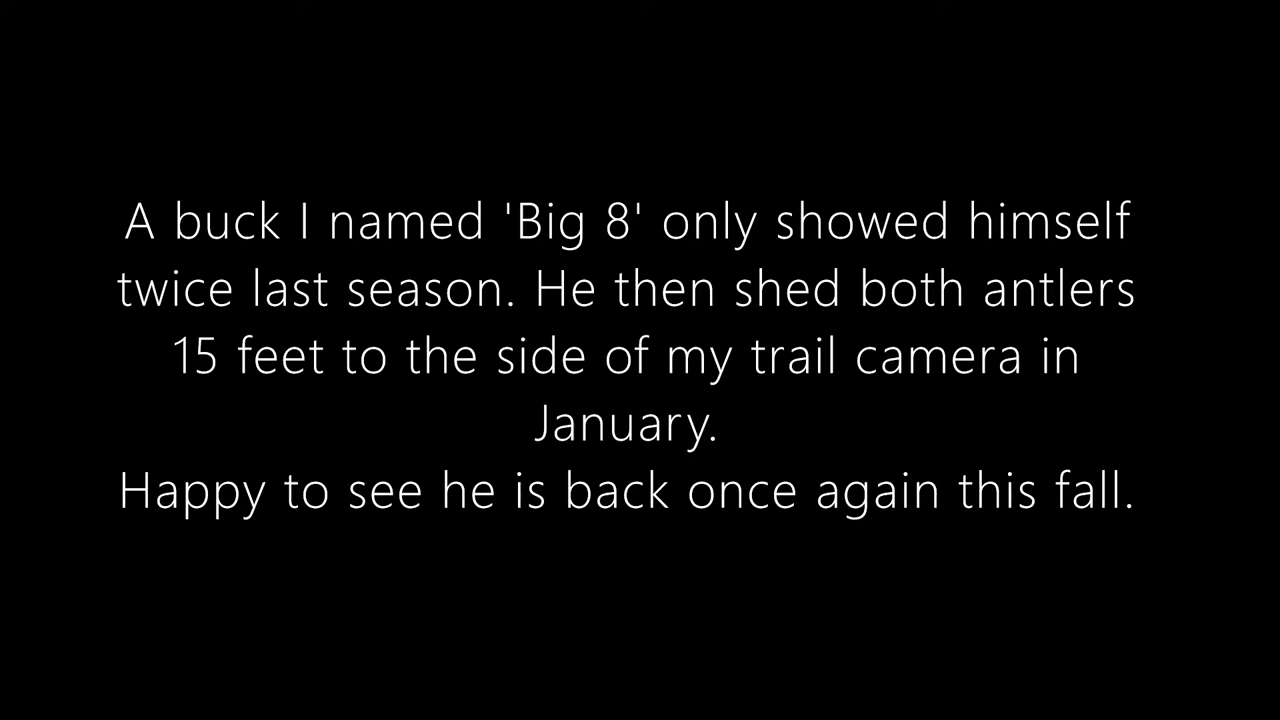 A buck I named 'Big 8' only showed himself
twice last season. He then shed both antlers
15 feet to the side of my trail camera in
January.
Happy to see he is back once again this fall.